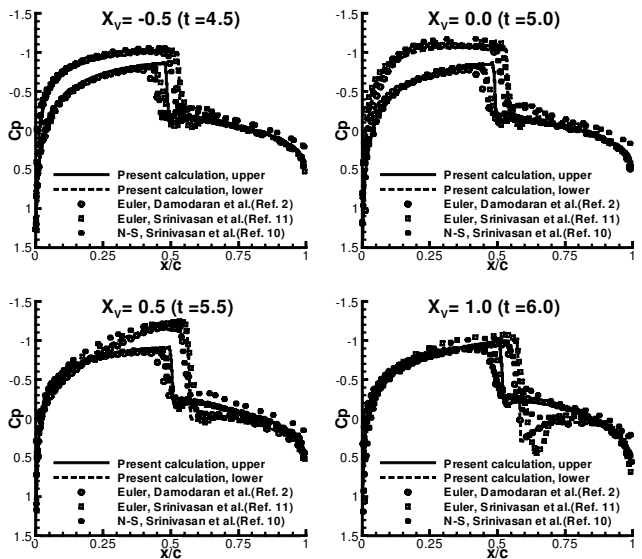 X_V= -0.5 (t =4.5)
-1.5
-1
-0.5
0
0.5
1
1.5
Cp
Present calculation, upper
Present calculation, lower
Euler, Damodaran et al.(Ref. 2)
Euler, Srinivasan et al.(Ref. 11)
N-S, Srinivasan et al.(Ref. 10)
0 0.25 0.5 0.75 1
x/c
X_V= 0.0 (t =5.0)
-1.5
-1
-0.5
0
0.5
1
1.5
Cp
Present calculation, upper
Present calculation, lower
Euler, Damodaran et al.(Ref. 2)
Euler, Srinivasan et al.(Ref. 11)
N-S, Srinivasan et al.(Ref. 10)
0 0.25 0.5 0.75 1
x/c
X_V= 0.5 (t =5.5)
-1.5
-1
-0.5
0
0.5
1
1.5
Cp
Present calculation, upper
Present calculation, lower
Euler, Damodaran et al.(Ref. 2)
Euler, Srinivasan et al.(Ref. 11)
N-S, Srinivasan et al.(Ref. 10)
0 0.25 0.5 0.75 1
x/c
X_V= 1.0 (t =6.0)
-1.5
-1
-0.5
0
0.5
1
1.5
Cp
Present calculation, upper
Present calculation, lower
Euler, Damodaran et al.(Ref. 2)
Euler, Srinivasan et al.(Ref. 11)
N-S, Srinivasan et al.(Ref. 10)
0 0.25 0.5 0.75 1
x/c